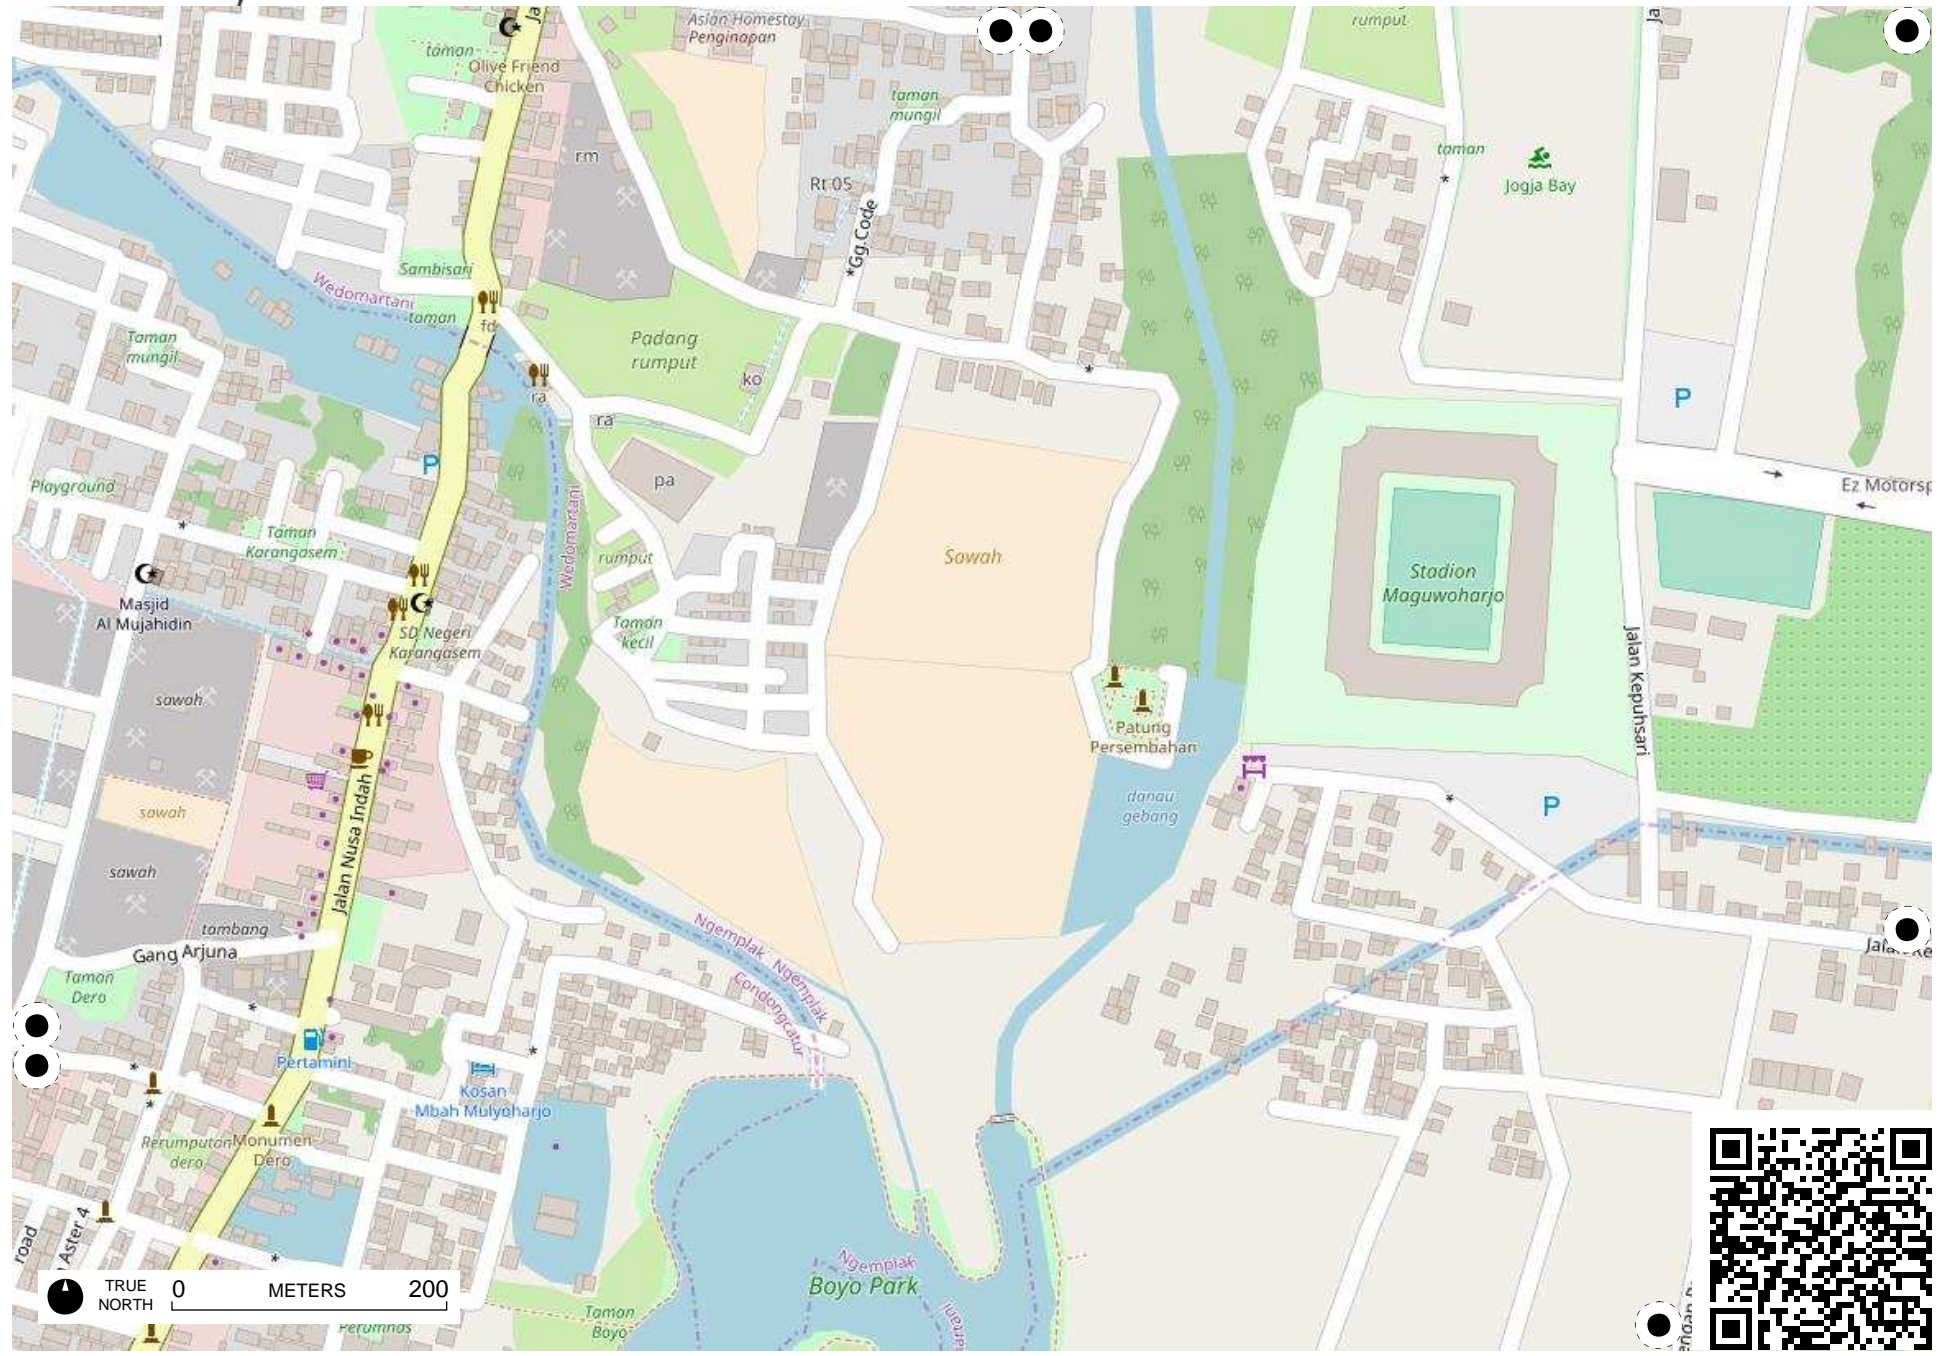 Aslan Homestay
Penginapan
rumput
taman
Olive Friend
Chicken
taman
mungil
rm
taman
Jogja Bay
Rt 05
Gg.Code
Sambisari
Wedomartani
taman
fd
Padang
rumput
Taman
mungil
ko
ra
P
ra
P
pa
Playground
Ez Motorsp
Wedomartani
Taman
Karangasem
rumput
Sawah
Stadion
Maguwoharjo
Masjid
Al Mujahidin
Taman
kecil
SD Negeri
Karangasem
Jalan Kepuhsari
sawah
Patung
Persembahan
Jalan Nusa Indah
danau
gebang
P
sawah
sawah
tambang
Ngemplak
Ngemplak
Gang Arjuna
Condongcatur
Taman
Dero
Pertamini
Kosan
Mbah Mulyoharjo
Rerumputan
dero
Monumen
Dero
road
Aster 4
Ngemplak
Boyo Park
TRUE
NORTH
0 METERS 200
Taman
Boyo
Perumnas